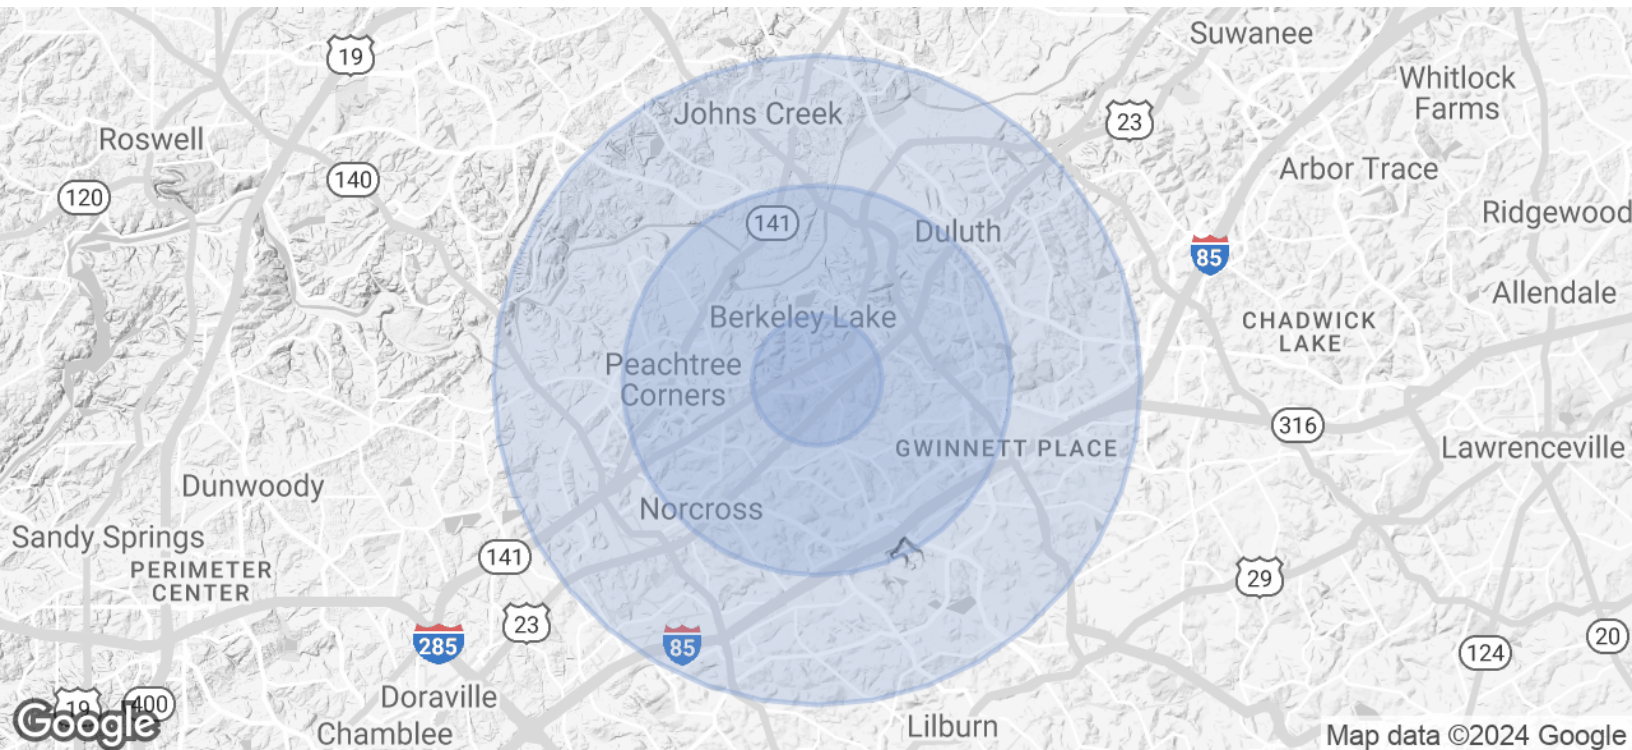 Suwanee
19
Whitlock
Farms
Johns Creek
23
Roswell
Arbor Trace
140
120
Ridgewood
141
Duluth
85
Allendale
Berkeley Lake
CHADWICK
LAKE
Peachtree
Corners
316
GWINNETT PLACE
Lawrenceville
Dunwoody
Norcross
Sandy Springs
141
PERIMETER
CENTER
29
23
285
85
20
124
Doraville
19
400
Google
Chamblee
Lilburn
Map data ©2024 Google